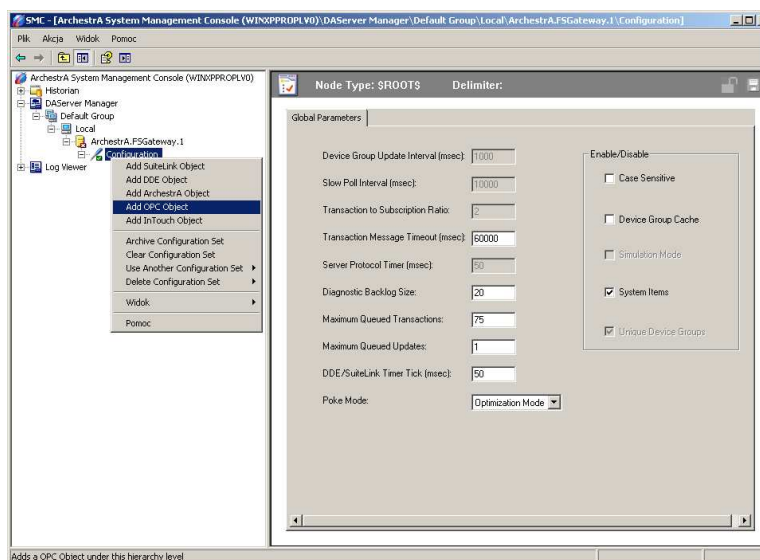 SMC - [ArchestrA System Management Console (WINXPPROPLV0)\DAServer Manager\Default Group\Local\ArchestrA.FSGateway.1\Configuration]
Plik Akcja Widok Pomoc
ArchestrA System Management Console (WINXPPROPLV0)
Historian
DAServer Manager
Default Group
Local
ArchestrA.FSGateway.1
Configuration
Log Viewer
Add SuiteLink Object
Add DDE Object
Add ArchestrA Object
Add OPC Object
Add InTouch Object
Archive Configuration Set
Clear Configuration Set
Use Another Configuration Set
Delete Configuration Set
Widok
Pomoc
Node Type: $ROOT$ Delimiter:
Global Parameters
Device Group Update Interval (msec): 1000
Slow Poll Interval (msec): 10000
Transaction to Subscription Ratio: 2
Transaction Message Timeout (msec): 60000
Server Protocol Timer (msec): 50
Diagnostic Backlog Size: 20
Maximum Queued Transactions: 75
Maximum Queued Updates: 1
DDE/SuiteLink Timer Tick (msec): 50
Poke Mode: Optimization Mode
Enable/Disable
Case Sensitive
Device Group Cache
Simulation Mode
System Items
Unique Device Groups
Adds a OPC Object under this hierarchy level